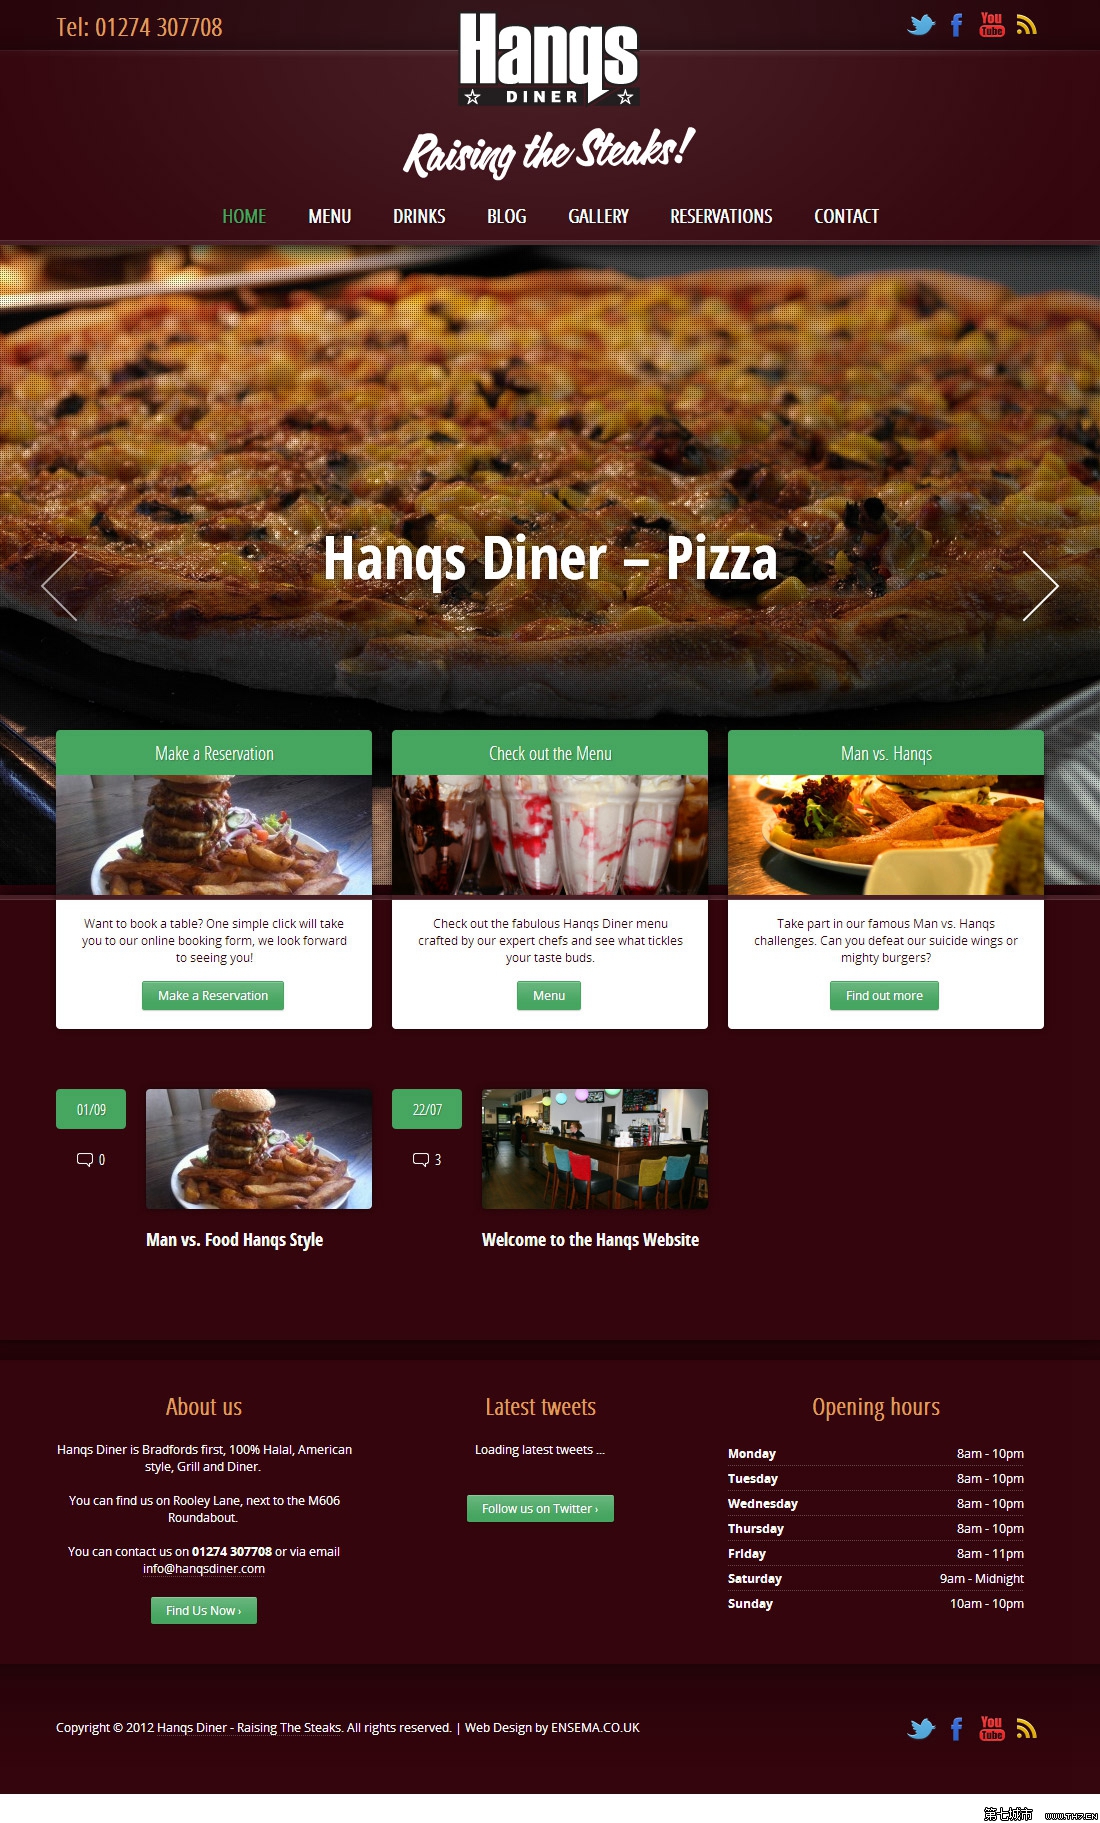 Tel: 01274 307708
Hanqs
DINER
Raising the Steaks!
You
Tube
HOME MENU DRINKS BLOG GALLERY RESERVATIONS CONTACT
Hanqs Diner – Pizza
Make a Reservation
Want to book a table? One simple click will take
you to our online booking form, we look forward
to seeing you!
Make a Reservation
Check out the Menu
Check out the fabulous Hanqs Diner menu
crafted by our expert chefs and see what tickles
your taste buds.
Menu
Man vs. Hanqs
Take part in our famous Man vs. Hanqs
challenges. Can you defeat our suicide wings or
mighty burgers?
Find out more
01/09
0
Man vs. Food Hanqs Style
22/07
3
Welcome to the Hanqs Website
About us
Hanqs Diner is Bradfords first, 100% Halal, American
style, Grill and Diner.
You can find us on Rooley Lane, next to the M606
Roundabout.
You can contact us on 01274 307708 or via email
info@hanqsdiner.com
Find Us Now ›
Latest tweets
Loading latest tweets ...
Follow us on Twitter ›
Opening hours
Monday 8am - 10pm
Tuesday 8am - 10pm
Wednesday 8am - 10pm
Thursday 8am - 10pm
Friday 8am - 11pm
Saturday 9am - Midnight
Sunday 10am - 10pm
Copyright © 2012 Hanqs Diner - Raising The Steaks. All rights reserved. | Web Design by ENSEMA.CO.UK
You
Tube
第七城市 WWW.TH7.CN